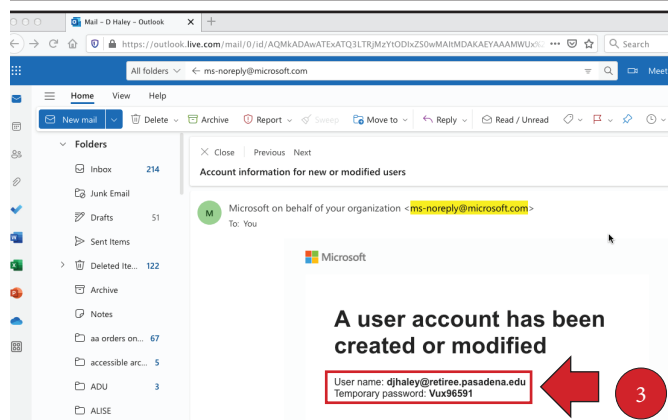 Mail – D Haley – Outlook
https://outlook.live.com/mail/0/id/AQMkADAwATExATQ3LTRjMzYtODIxZS0wMAItMDAKAEYAAAMWUx
Search
All folders
ms-noreply@microsoft.com
Meet
Home View Help
New mail Delete Archive Report Sweep Move to Reply Read / Unread
Folders
Close Previous Next
Inbox 214
Account information for new or modified users
Junk Email
Drafts 51
M
Microsoft on behalf of your organization <ms-noreply@microsoft.com>
To: You
Sent Items
Deleted Ite... 122
Microsoft
Archive
Notes
A user account has been
created or modified
aa orders on... 67
accessible arc... 5
User name: djhaley@retiree.pasadena.edu
Temporary password: Vux96591
3
ADU 3
ALISE